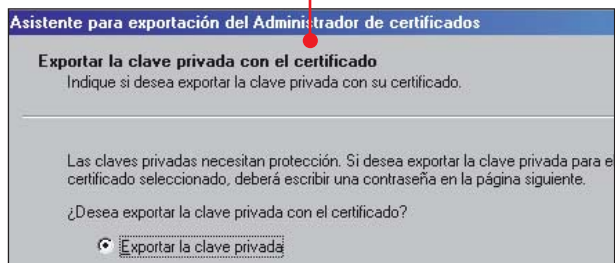 Asistente para exportación del Administrador de certificados
Exportar la clave privada con el certificado
Indique si desea exportar la clave privada con su certificado.
Las claves privadas necesitan protección. Si desea exportar la clave privada para e
certificado seleccionado, deberá escribir una contraseña en la página siguiente.
¿Desea exportar la clave privada con el certificado?
Exportar la clave privada